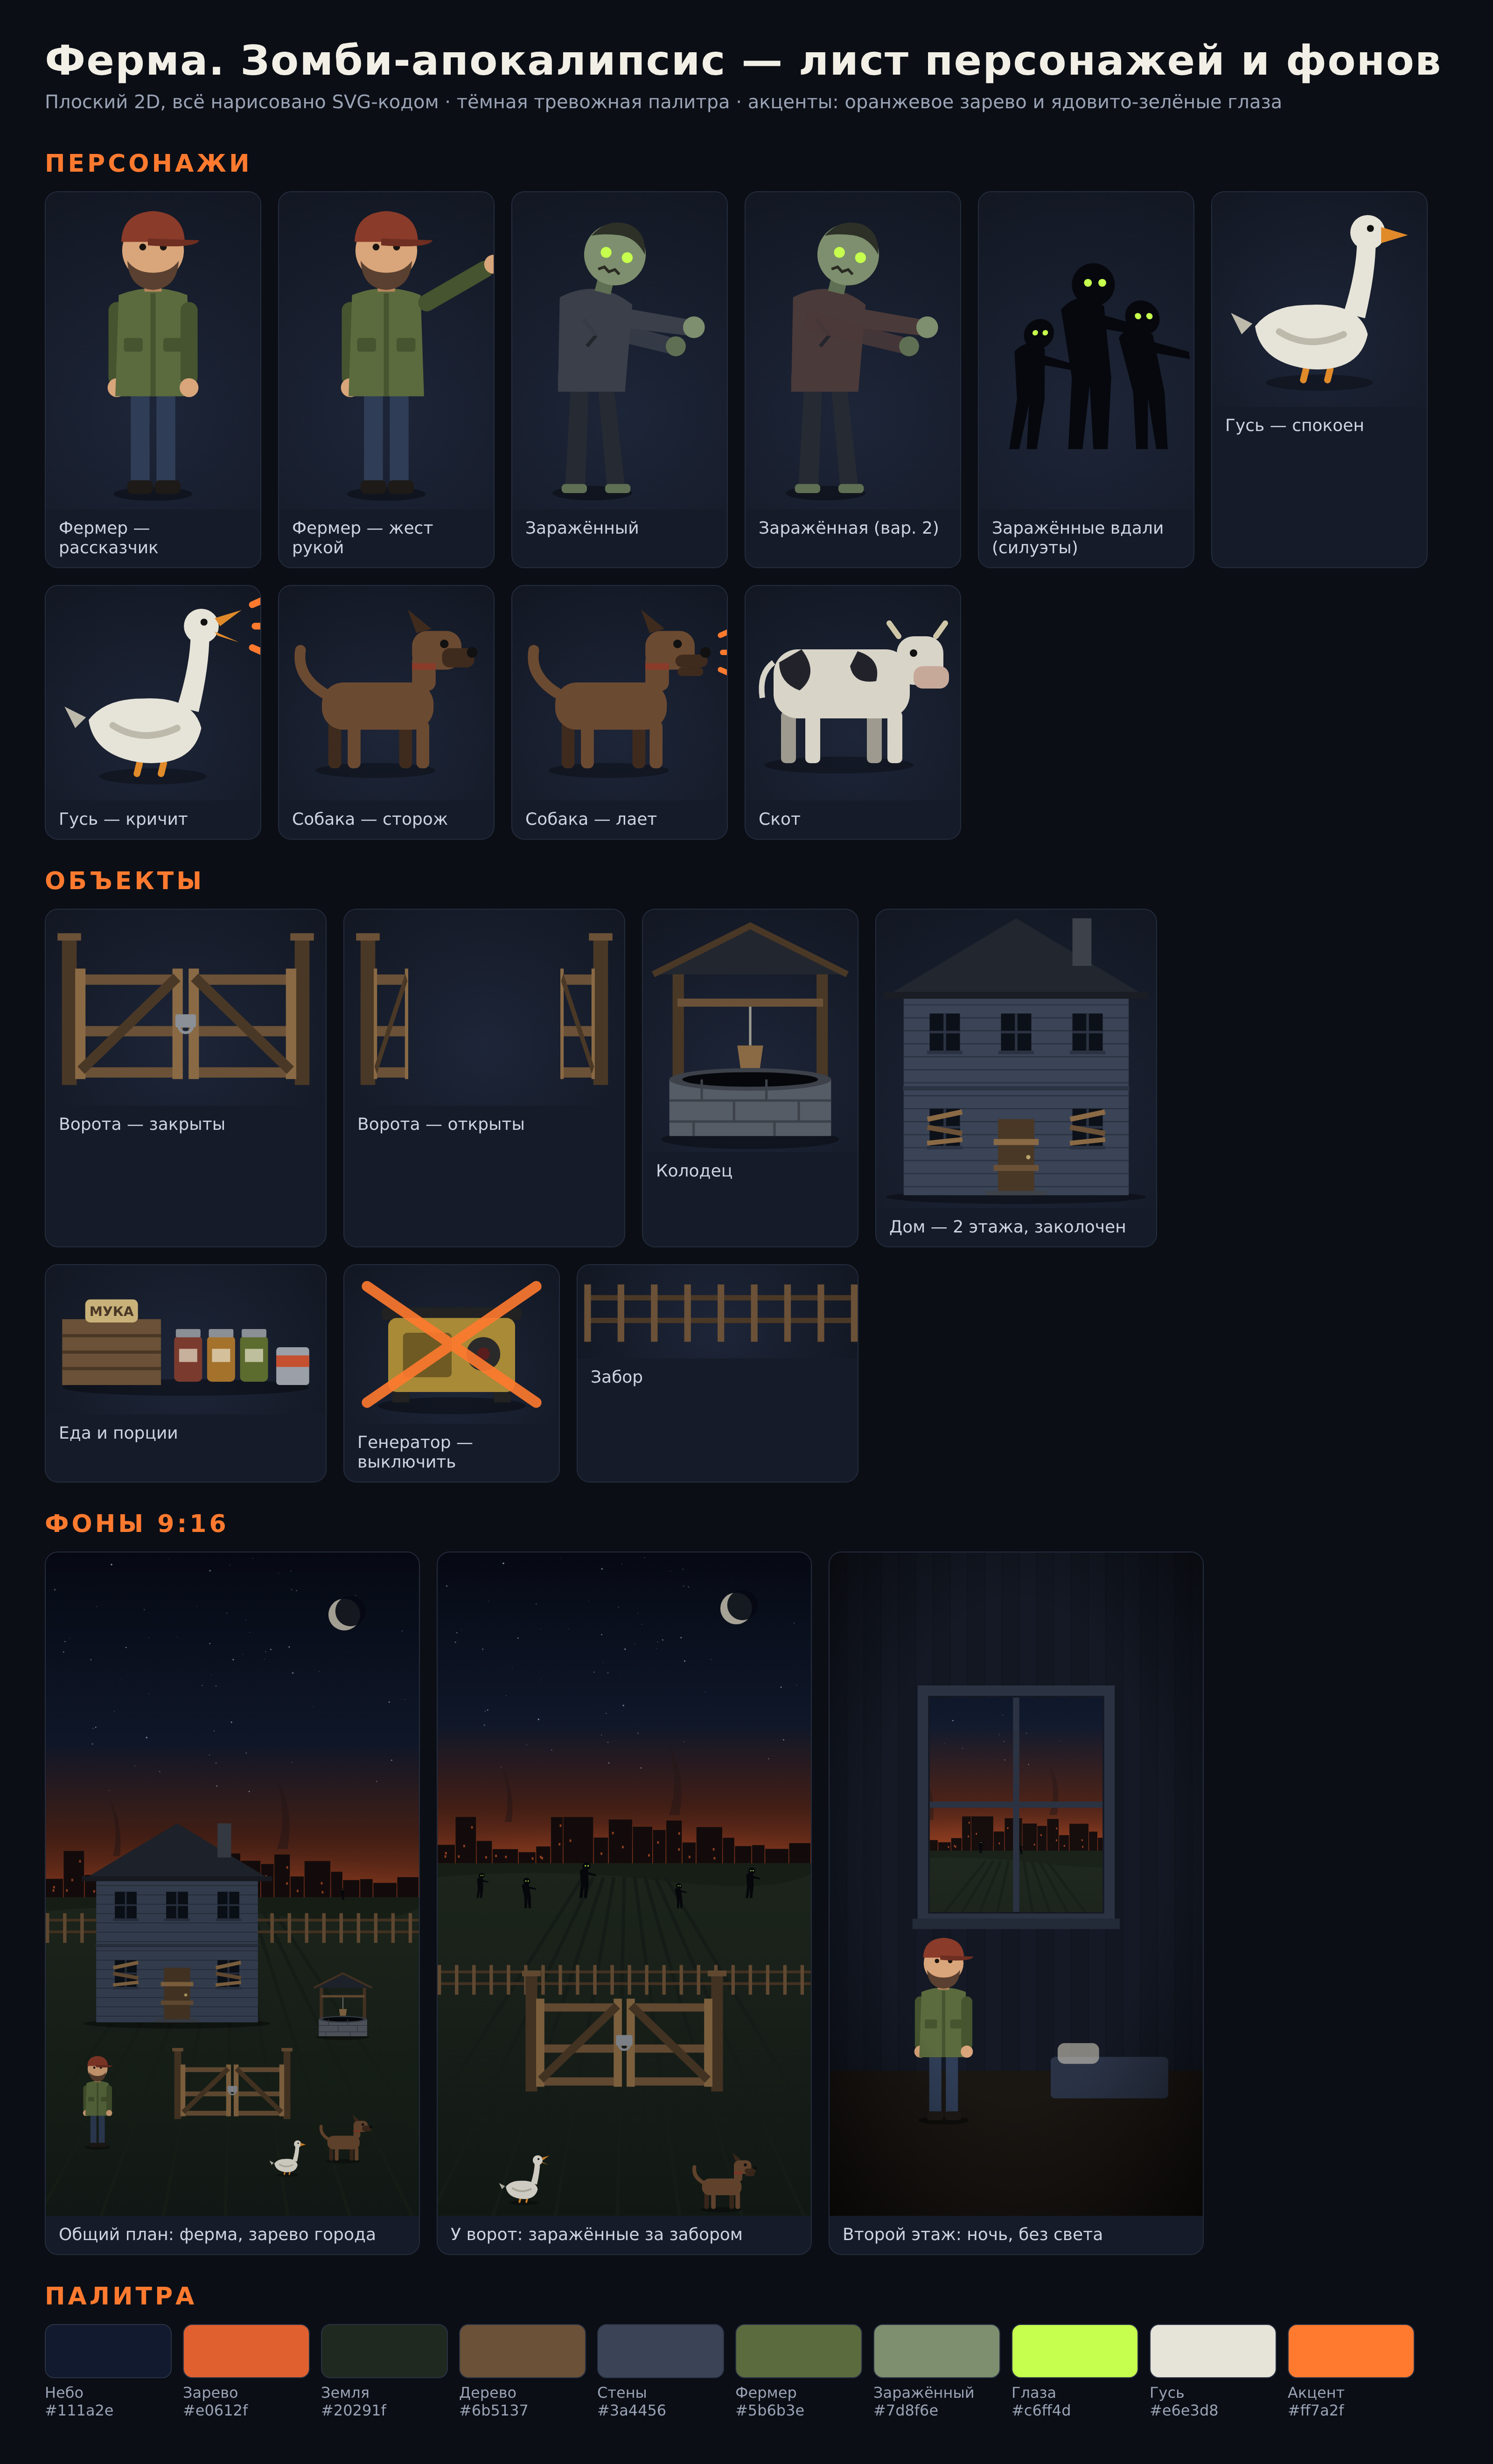 Ферма. Зомби-апокалипсис — лист персонажей и фонов
Плоский 2D, всё нарисовано SVG-кодом · тёмная тревожная палитра · акценты: оранжевое зарево и ядовито-зелёные глаза
ПЕРСОНАЖИ
Фермер —
рассказчик
Фермер — жест
рукой
Заражённый
Заражённая (вар. 2)
Заражённые вдали
(силуэты)
Гусь — спокоен
Гусь — кричит
Собака — сторож
Собака — лает
Скот
ОБЪЕКТЫ
Ворота — закрыты
Ворота — открыты
Колодец
Дом — 2 этажа, заколочен
МУКА
Еда и порции
Генератор —
выключить
Забор
ФОНЫ 9:16
Общий план: ферма, зарево города
У ворот: заражённые за забором
Второй этаж: ночь, без света
ПАЛИТРА
Небо
#111a2e
Зарево
#e0612f
Земля
#20291f
Дерево
#6b5137
Стены
#3a4456
Фермер
#5b6b3e
Заражённый
#7d8f6e
Глаза
#c6ff4d
Гусь
#e6e3d8
Акцент
#ff7a2f